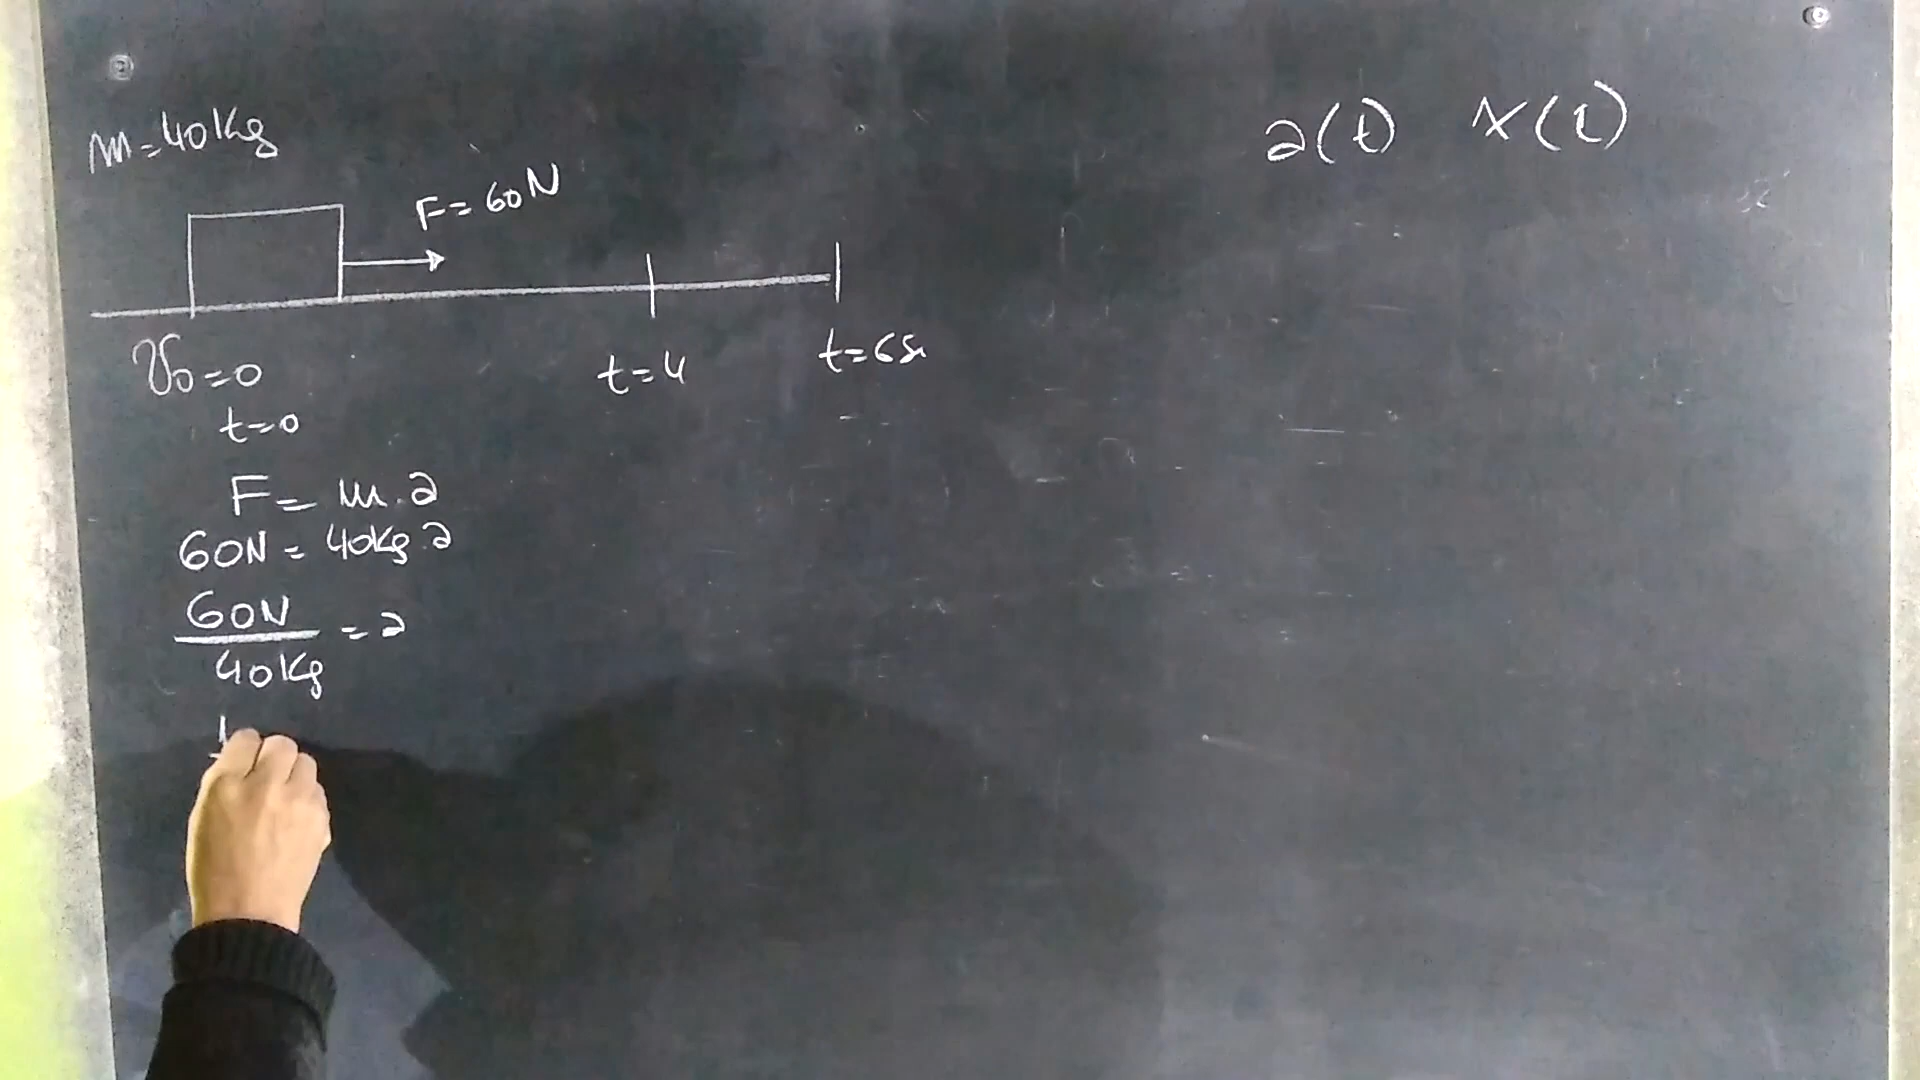 a(t) x(t)
m=40Kg
F=60N
V₀=0
t=4
t=6s
t=0
F=m.a
60N=40Kg.a
60N/40Kg=a